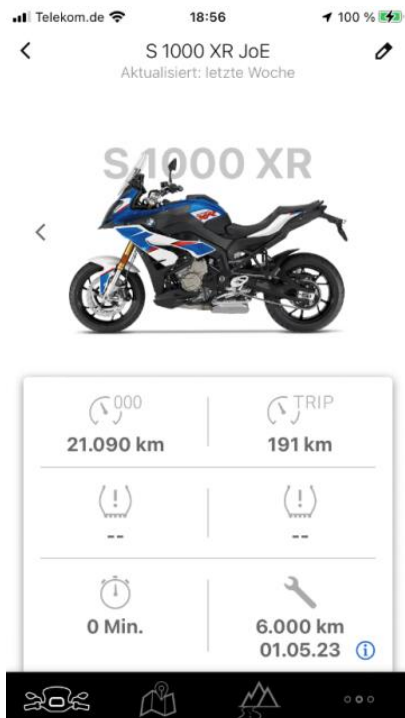 Telekom.de 18:56 100 %
S 1000 XR JoE
Aktualisiert: letzte Woche
S 1000 XR
000 TRIP
21.090 km 191 km
-- --
0 Min. 6.000 km
01.05.23